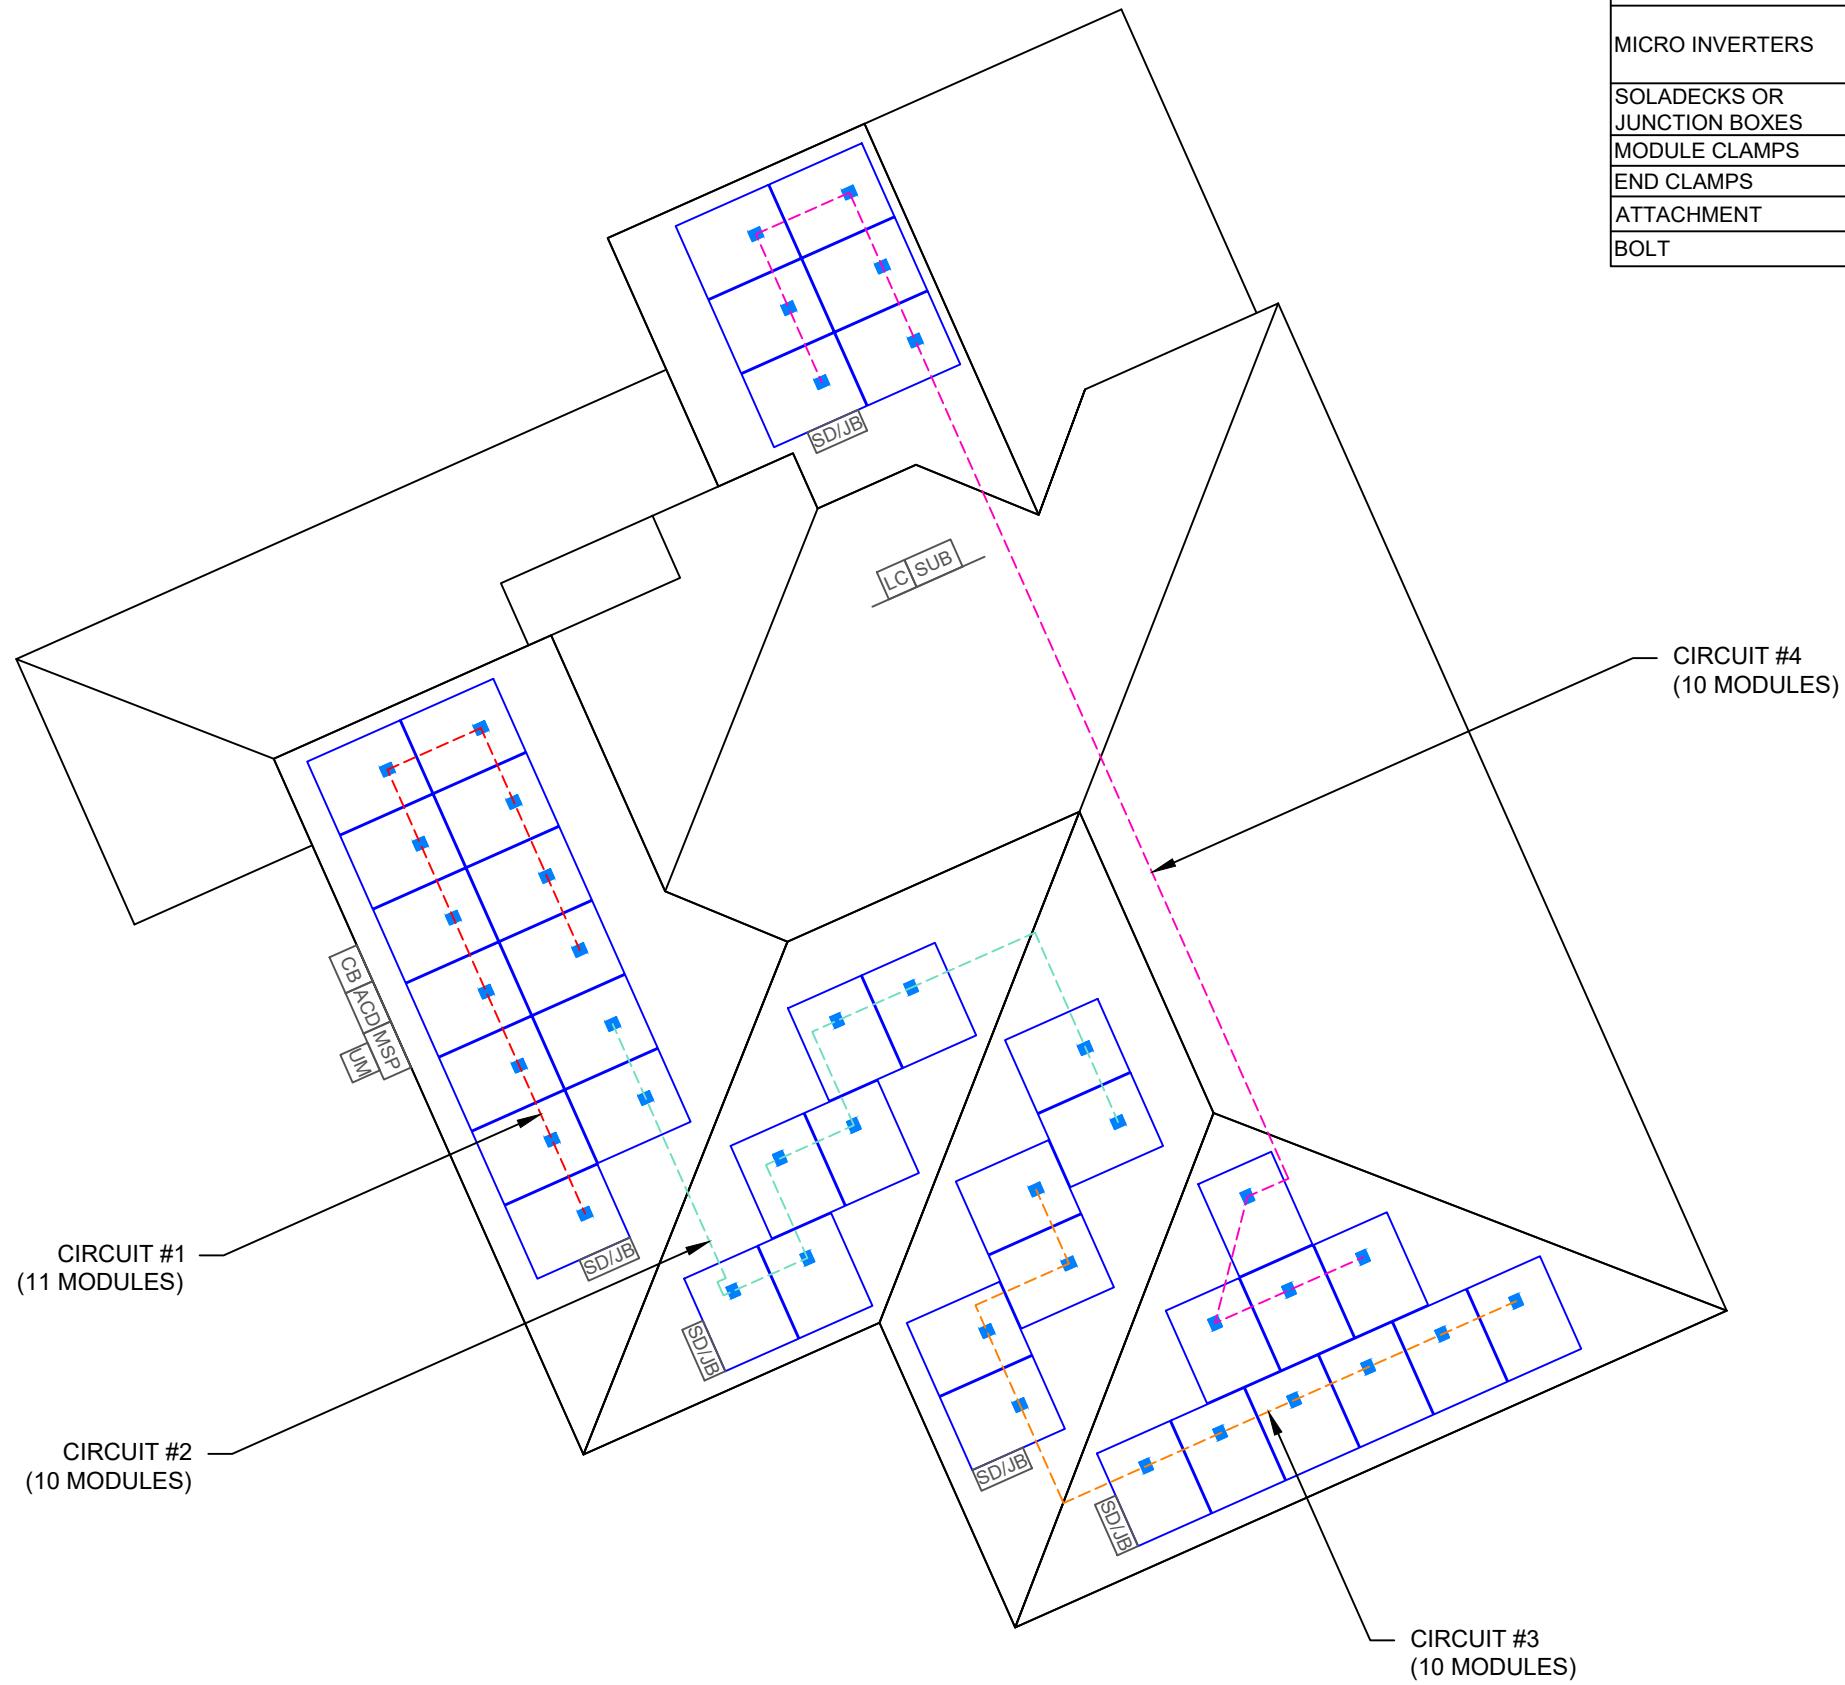 MICRO INVERTERS
SOLADECKS OR
JUNCTION BOXES
MODULE CLAMPS
END CLAMPS
ATTACHMENT
BOLT
SD/JB
LC SUB
CIRCUIT #4
(10 MODULES)
CB ACD MSP
UM
SD/JB
CIRCUIT #1
(11 MODULES)
SD/JB
CIRCUIT #2
(10 MODULES)
SD/JB
SD/JB
CIRCUIT #3
(10 MODULES)